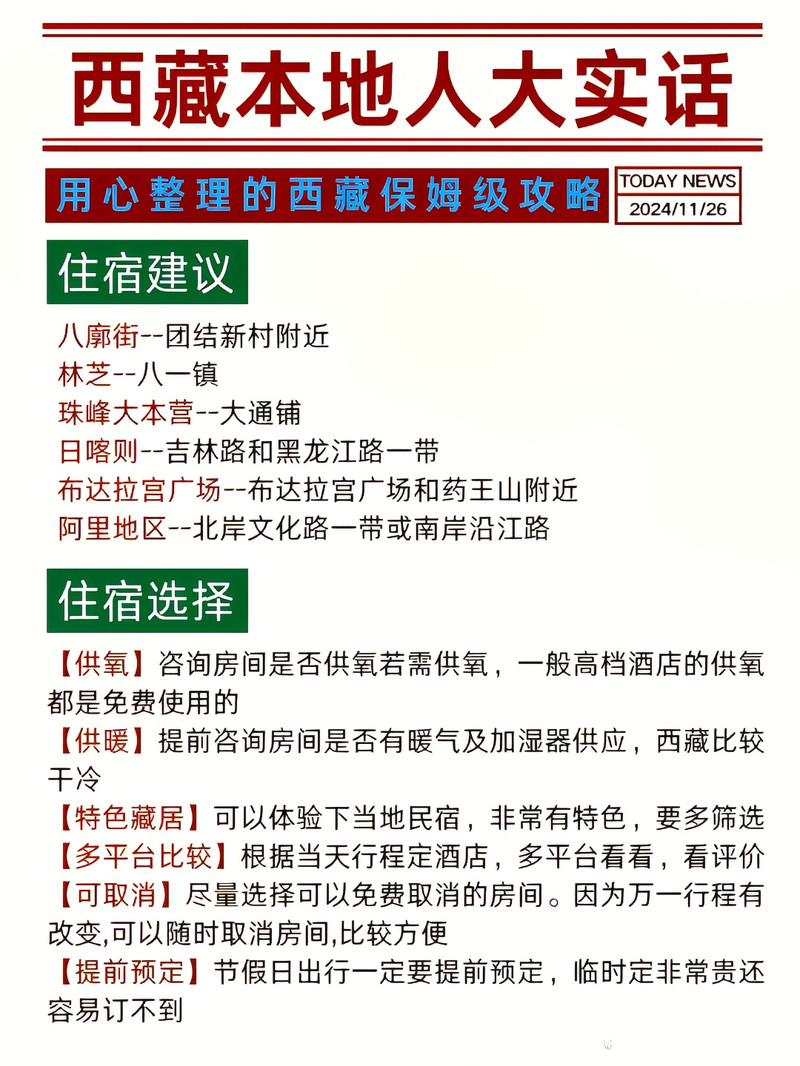 西藏本地人大实话
用心整理的西藏保姆级攻略
TODAY NEWS
2024/11/26
住宿建议
八廓街--团结新村附近
林芝--八一镇
珠峰大本营--大通铺
日喀则--吉林路和黑龙江路一带
布达拉宫广场--布达拉宫广场和药王山附近
阿里地区--北岸文化路一带或南岸沿江路
住宿选择
【供氧】咨询房间是否供氧若需供氧，一般高档酒店的供氧
都是免费使用的
【供暖】提前咨询房间是否有暖气及加湿器供应，西藏比较
干冷
【特色藏居】可以体验下当地民宿，非常有特色，要多筛选
【多平台比较】根据当天行程定酒店，多平台看看，看评价
【可取消】尽量选择可以免费取消的房间。因为万一行程有
改变,可以随时取消房间,比较方便
【提前预定】节假日出行一定要提前预定，临时定非常贵还
容易订不到